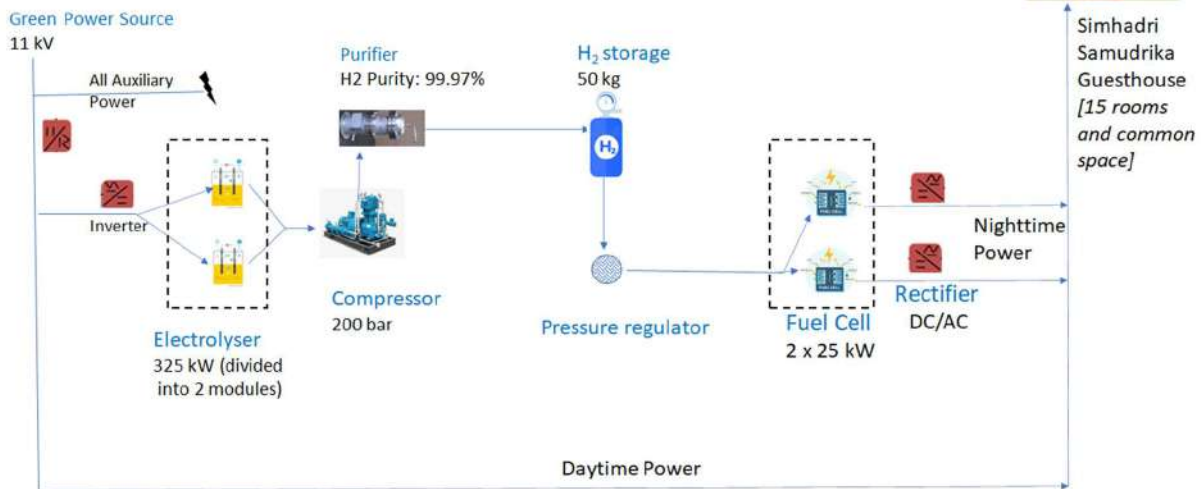 Green Power Source
11 kV
All Auxiliary
Power
Inverter
Electrolyser
325 kW (divided
into 2 modules)
Purifier
H2 Purity: 99.97%
Compressor
200 bar
H₂ storage
50 kg
H₂
Pressure regulator
Fuel Cell
2 x 25 kW
Rectifier
DC/AC
Nighttime
Power
Simhadri
Samudrika
Guesthouse
[15 rooms
and common
space]
Daytime Power